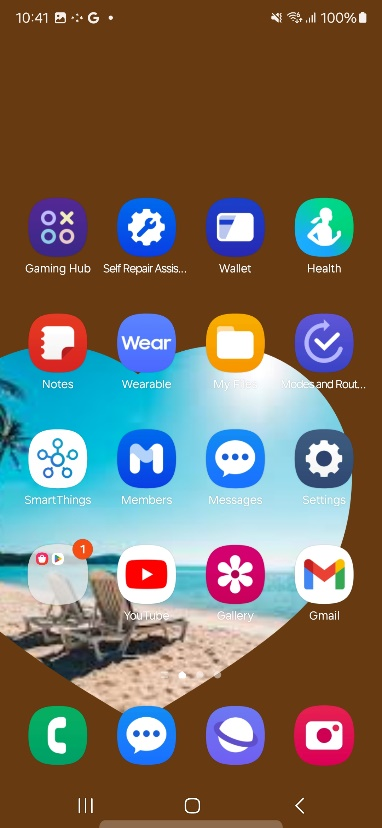 10:41 100%
Gaming Hub Self Repair Assis... Wallet Health
Wear
Notes Wearable My Files Modes and Rout...
SmartThings Members Messages Settings
1
YouTube Gallery Gmail